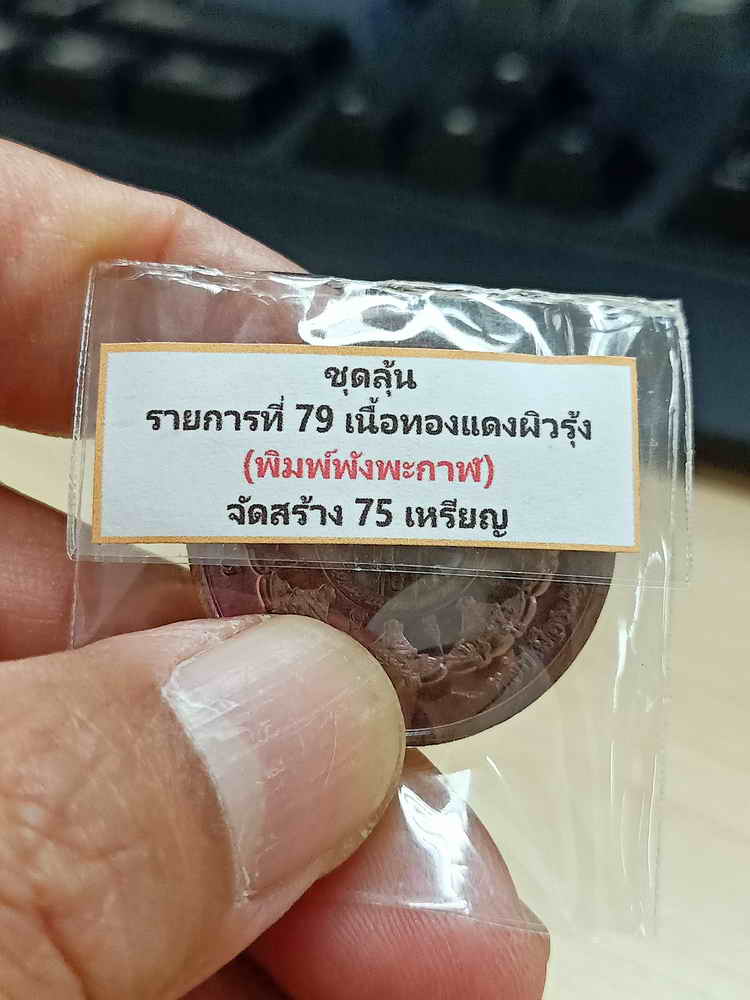 ชุดลุ้น
รายการที่ 79 เนื้อทองแดงผิวรุ้ง
(พิมพ์พังพะกาฬ)
จัดสร้าง 75 เหรียญ